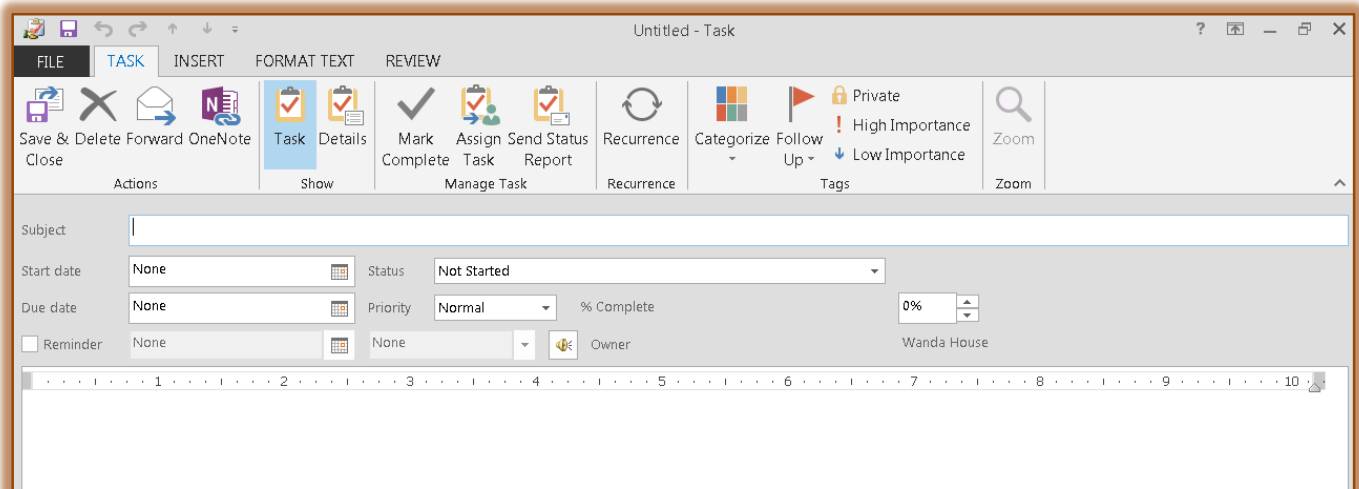 Untitled - Task
?
FILE TASK INSERT FORMAT TEXT REVIEW
Save & Close Delete Forward OneNote Task Details Mark Complete Assign Task Send Status Report Recurrence Categorize Follow Up Private High Importance Low Importance Zoom
Actions Show Manage Task Recurrence Tags Zoom
Subject
Start date None Status Not Started
Due date None Priority Normal % Complete 0%
Reminder None None Owner Wanda House
1 2 3 4 5 6 7 8 9 10